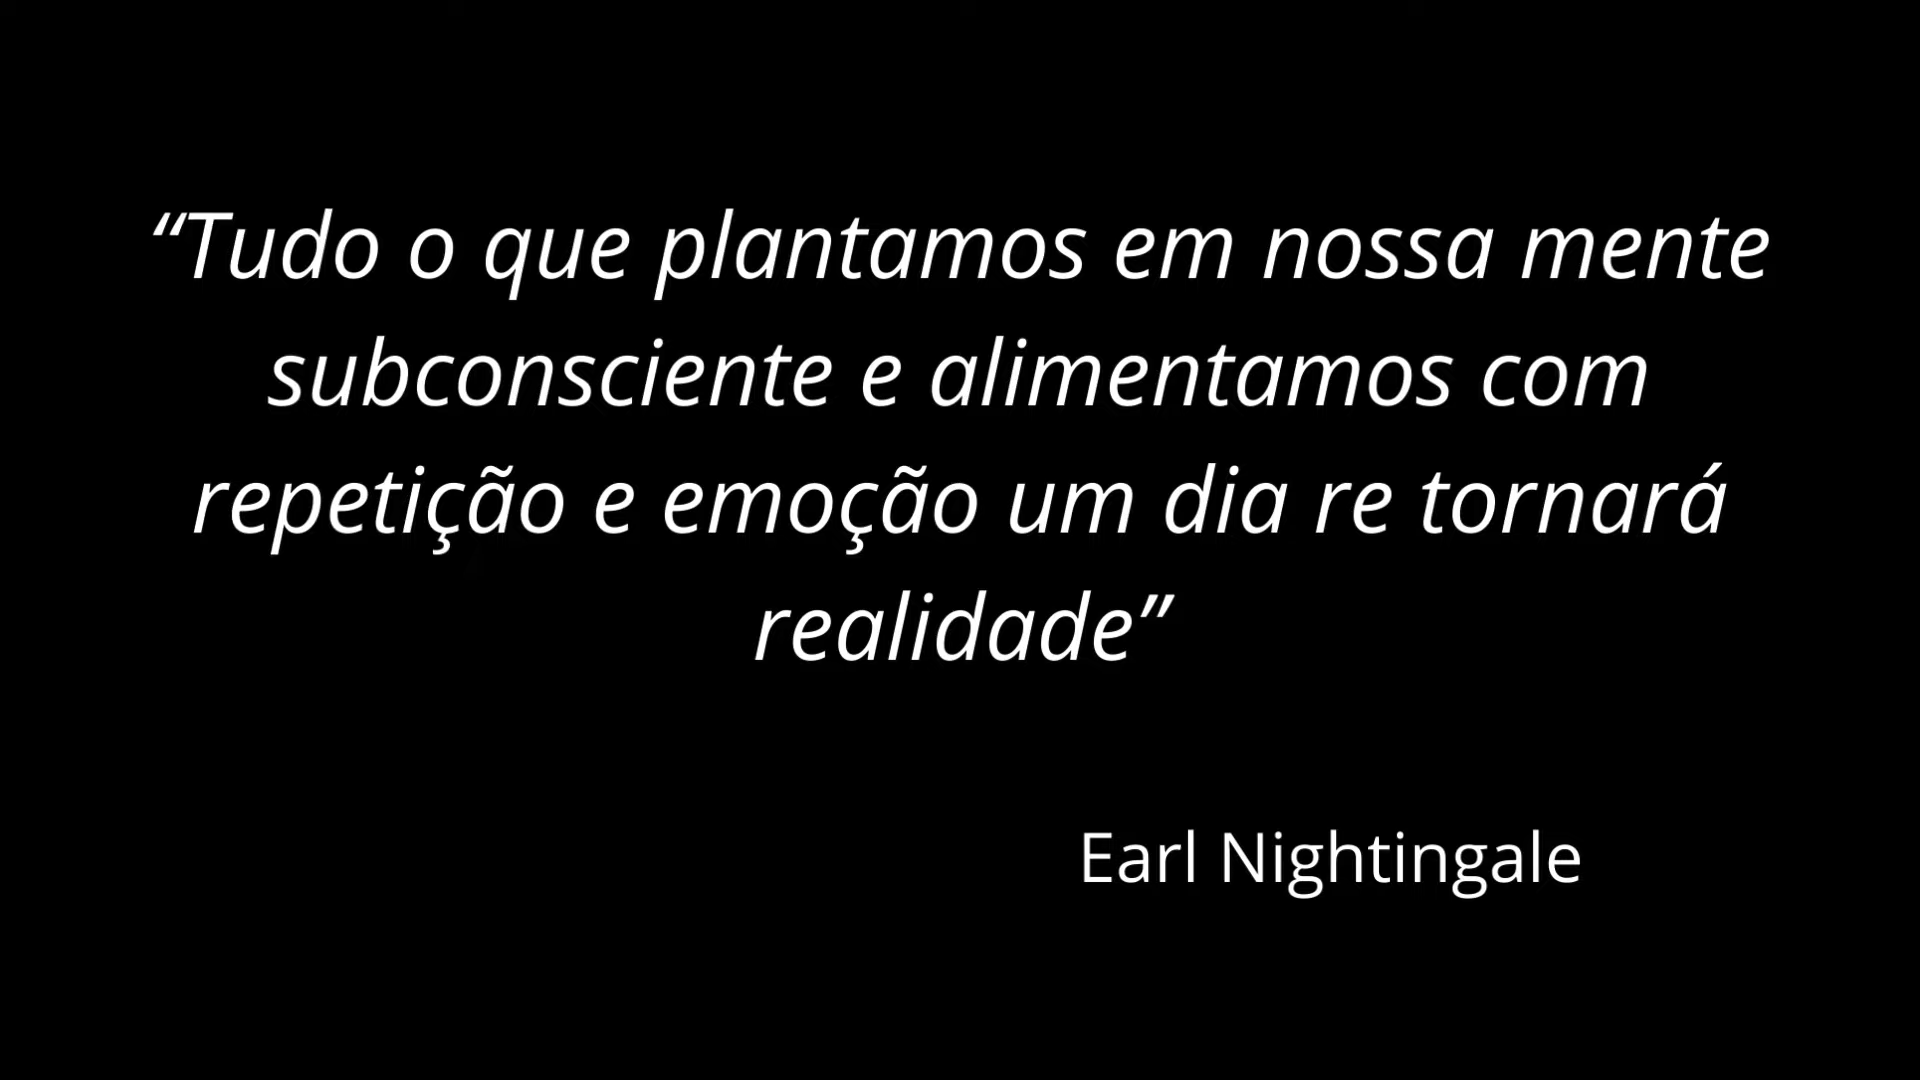 “Tudo o que plantamos em nossa mente
subconsciente e alimentamos com
repetição e emoção um dia re tornará
realidade”
Earl Nightingale